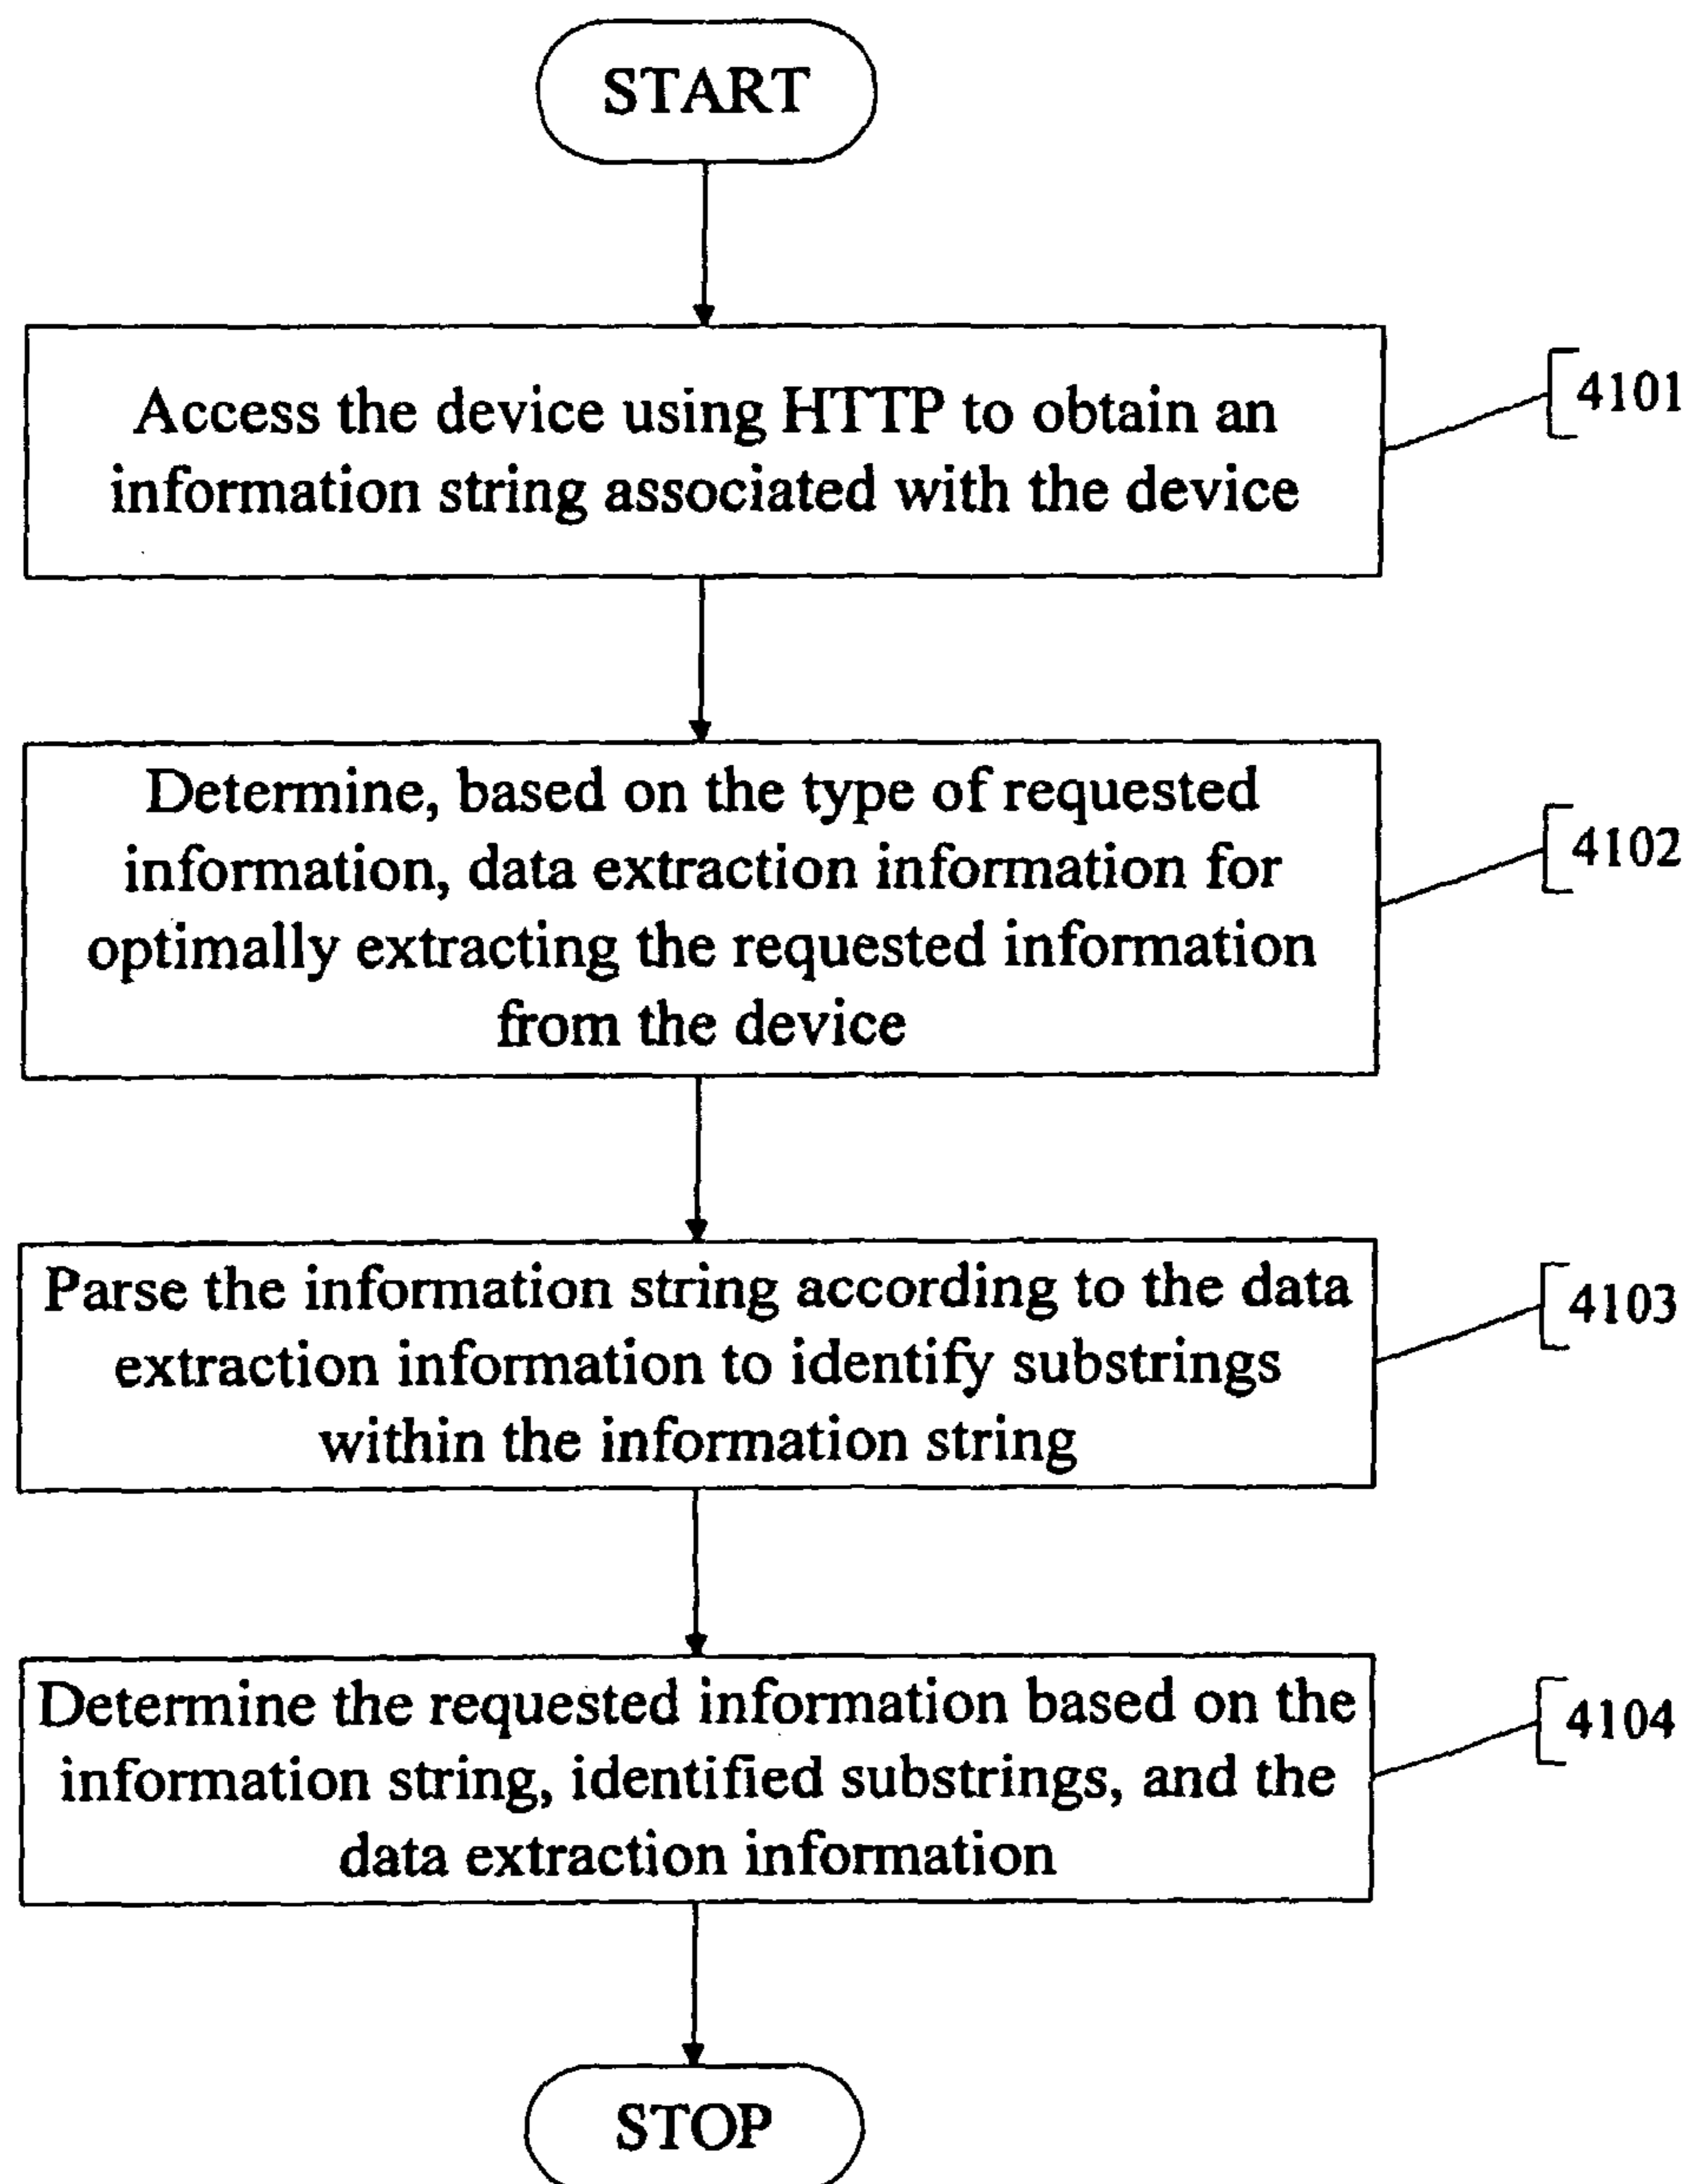 START
Access the device using HTTP to obtain an
information string associated with the device
4101
Determine, based on the type of requested
information, data extraction information for
optimally extracting the requested information
from the device
4102
Parse the information string according to the data
extraction information to identify substrings
within the information string
4103
Determine the requested information based on the
information string, identified substrings, and the
data extraction information
4104
STOP